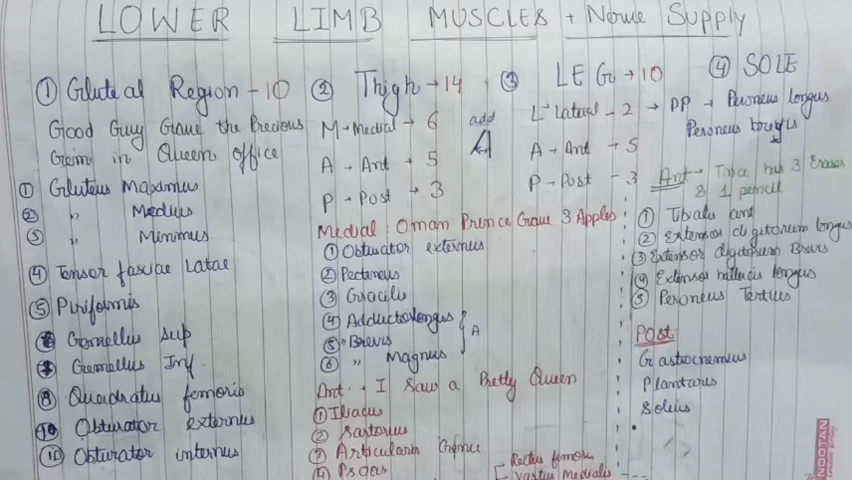 LOWER LIMB MUSCLES + Nerve SUPPLY
① Gluteal Region - 10
Good Guy Gave the Precious
Gem in Queen office
① Gluteus Maximus
② " Medius
③ " Minimus
④ Tensor fasciae Latae
⑤ Piriformis
Gemellus sup
Gemellus Inf.
⑧ Quadratus femoris
⑩ Obturator externus
⑩ Obturator internus
② Thigh → 14
M → Medial → 6
A → Ant → 5
P → Post → 3
add
Medial: Oman Prince Gave 3 Apples
① Obturator externus
② Pectineus
③ Gracilis
④ Adductor longus
⑤ " Brevis
⑥ " Magnus
A
Ant. → I Saw a Pretty Queen
① Iliacus
② Sartorius
③ Articularis Genu
④ Psoas
Rectus femoris
Vastus Medialis ---
③ LEG → 10
L - Lateral - 2 → PP → Peroneus longus
Peroneus brevis
A → Ant → 5
P → Post - 3
④ SOLE
Ant → Tibia has 3 Erasers
& 1 pencil
① Tibialis ant
② Extensor digitorum longus
③ Extensor digitorum Brevis
④ Extensor hallucis longus
⑤ Peroneus Tertius
Post:
Gastrocnemius
Plantaris
Soleus
NOOTAN